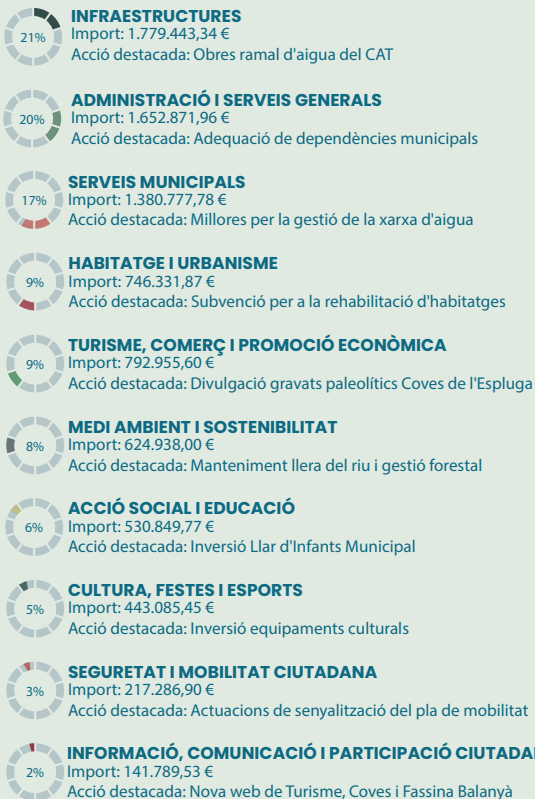 INFRAESTRUCTURES
21%
Import: 1.779.443,34 €
Acció destacada: Obres ramal d'aigua del CAT
ADMINISTRACIÓ I SERVEIS GENERALS
20%
Import: 1.652.871,96 €
Acció destacada: Adequació de dependències municipals
SERVEIS MUNICIPALS
17%
Import: 1.380.777,78 €
Acció destacada: Millores per la gestió de la xarxa d'aigua
HABITATGE I URBANISME
9%
Import: 746.331,87 €
Acció destacada: Subvenció per a la rehabilitació d'habitatges
TURISME, COMERÇ I PROMOCIÓ ECONÒMICA
9%
Import: 792.955,60 €
Acció destacada: Divulgació gravats paleolítics Coves de l'Espluga
MEDI AMBIENT I SOSTENIBILITAT
8%
Import: 624.938,00 €
Acció destacada: Manteniment llera del riu i gestió forestal
ACCIÓ SOCIAL I EDUCACIÓ
6%
Import: 530.849,77 €
Acció destacada: Inversió Llar d'Infants Municipal
CULTURA, FESTES I ESPORTS
5%
Import: 443.085,45 €
Acció destacada: Inversió equipaments culturals
SEGURETAT I MOBILITAT CIUTADANA
3%
Import: 217.286,90 €
Acció destacada: Actuacions de senyalització del pla de mobilitat
INFORMACIÓ, COMUNICACIÓ I PARTICIPACIÓ
2%
Import: 141.789,53 €
Acció destacada: Nova web de Turisme, Coves i Fassina Balanyà